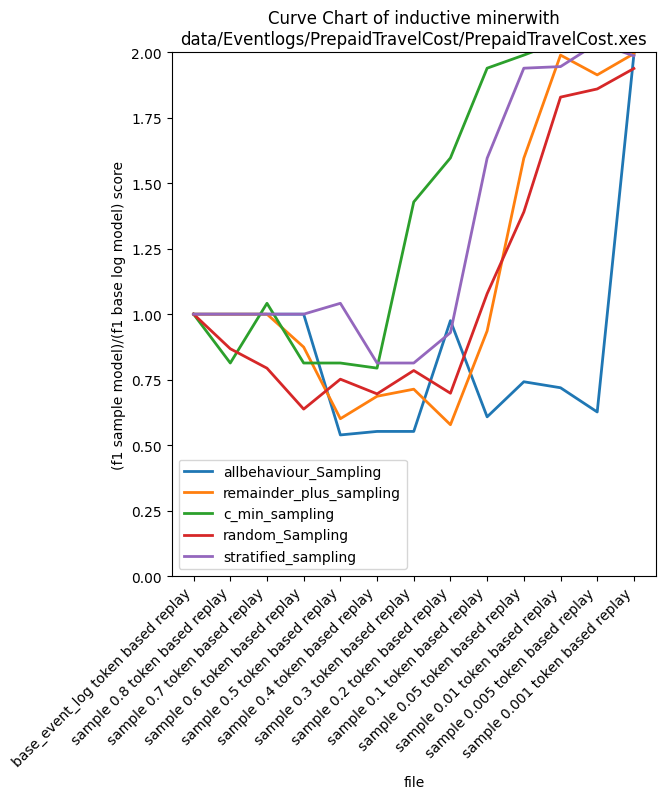 Curve Chart of inductive minerwith
data/Eventlogs/PrepaidTravelCost/PrepaidTravelCost.xes
(f1 sample model)/(f1 base log model) score
2.00
1.75
1.50
1.25
1.00
0.75
0.50
0.25
0.00
allbehaviour_Sampling
remainder_plus_sampling
c_min_sampling
random_Sampling
stratified_sampling
base_event_log token based replay
sample 0.8 token based replay
sample 0.7 token based replay
sample 0.6 token based replay
sample 0.5 token based replay
sample 0.4 token based replay
sample 0.3 token based replay
sample 0.2 token based replay
sample 0.1 token based replay
sample 0.05 token based replay
sample 0.01 token based replay
sample 0.005 token based replay
sample 0.001 token based replay
file